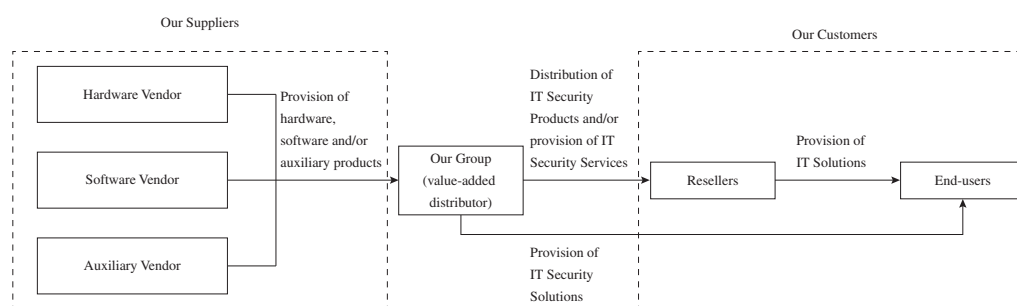 Our Suppliers
Hardware Vendor
Software Vendor
Auxiliary Vendor
Provision of
hardware,
software and/or
auxiliary products
Our Group
(value-added
distributor)
Distribution of
IT Security
Products and/or
provision of IT
Security Services
Provision of
IT Security
Solutions
Our Customers
Resellers
Provision of
IT Solutions
End-users